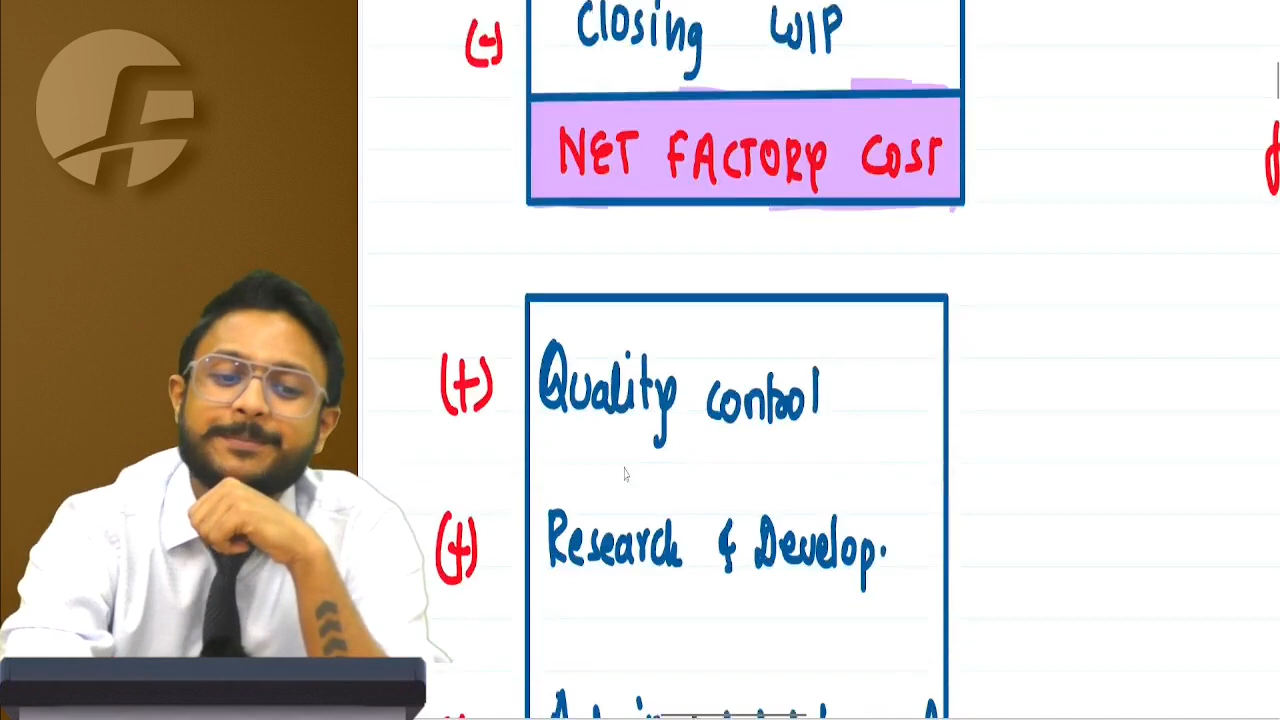 (-) Closing WIP
NET FACTORY COST
(+) Quality control
(+) Research & Develop.